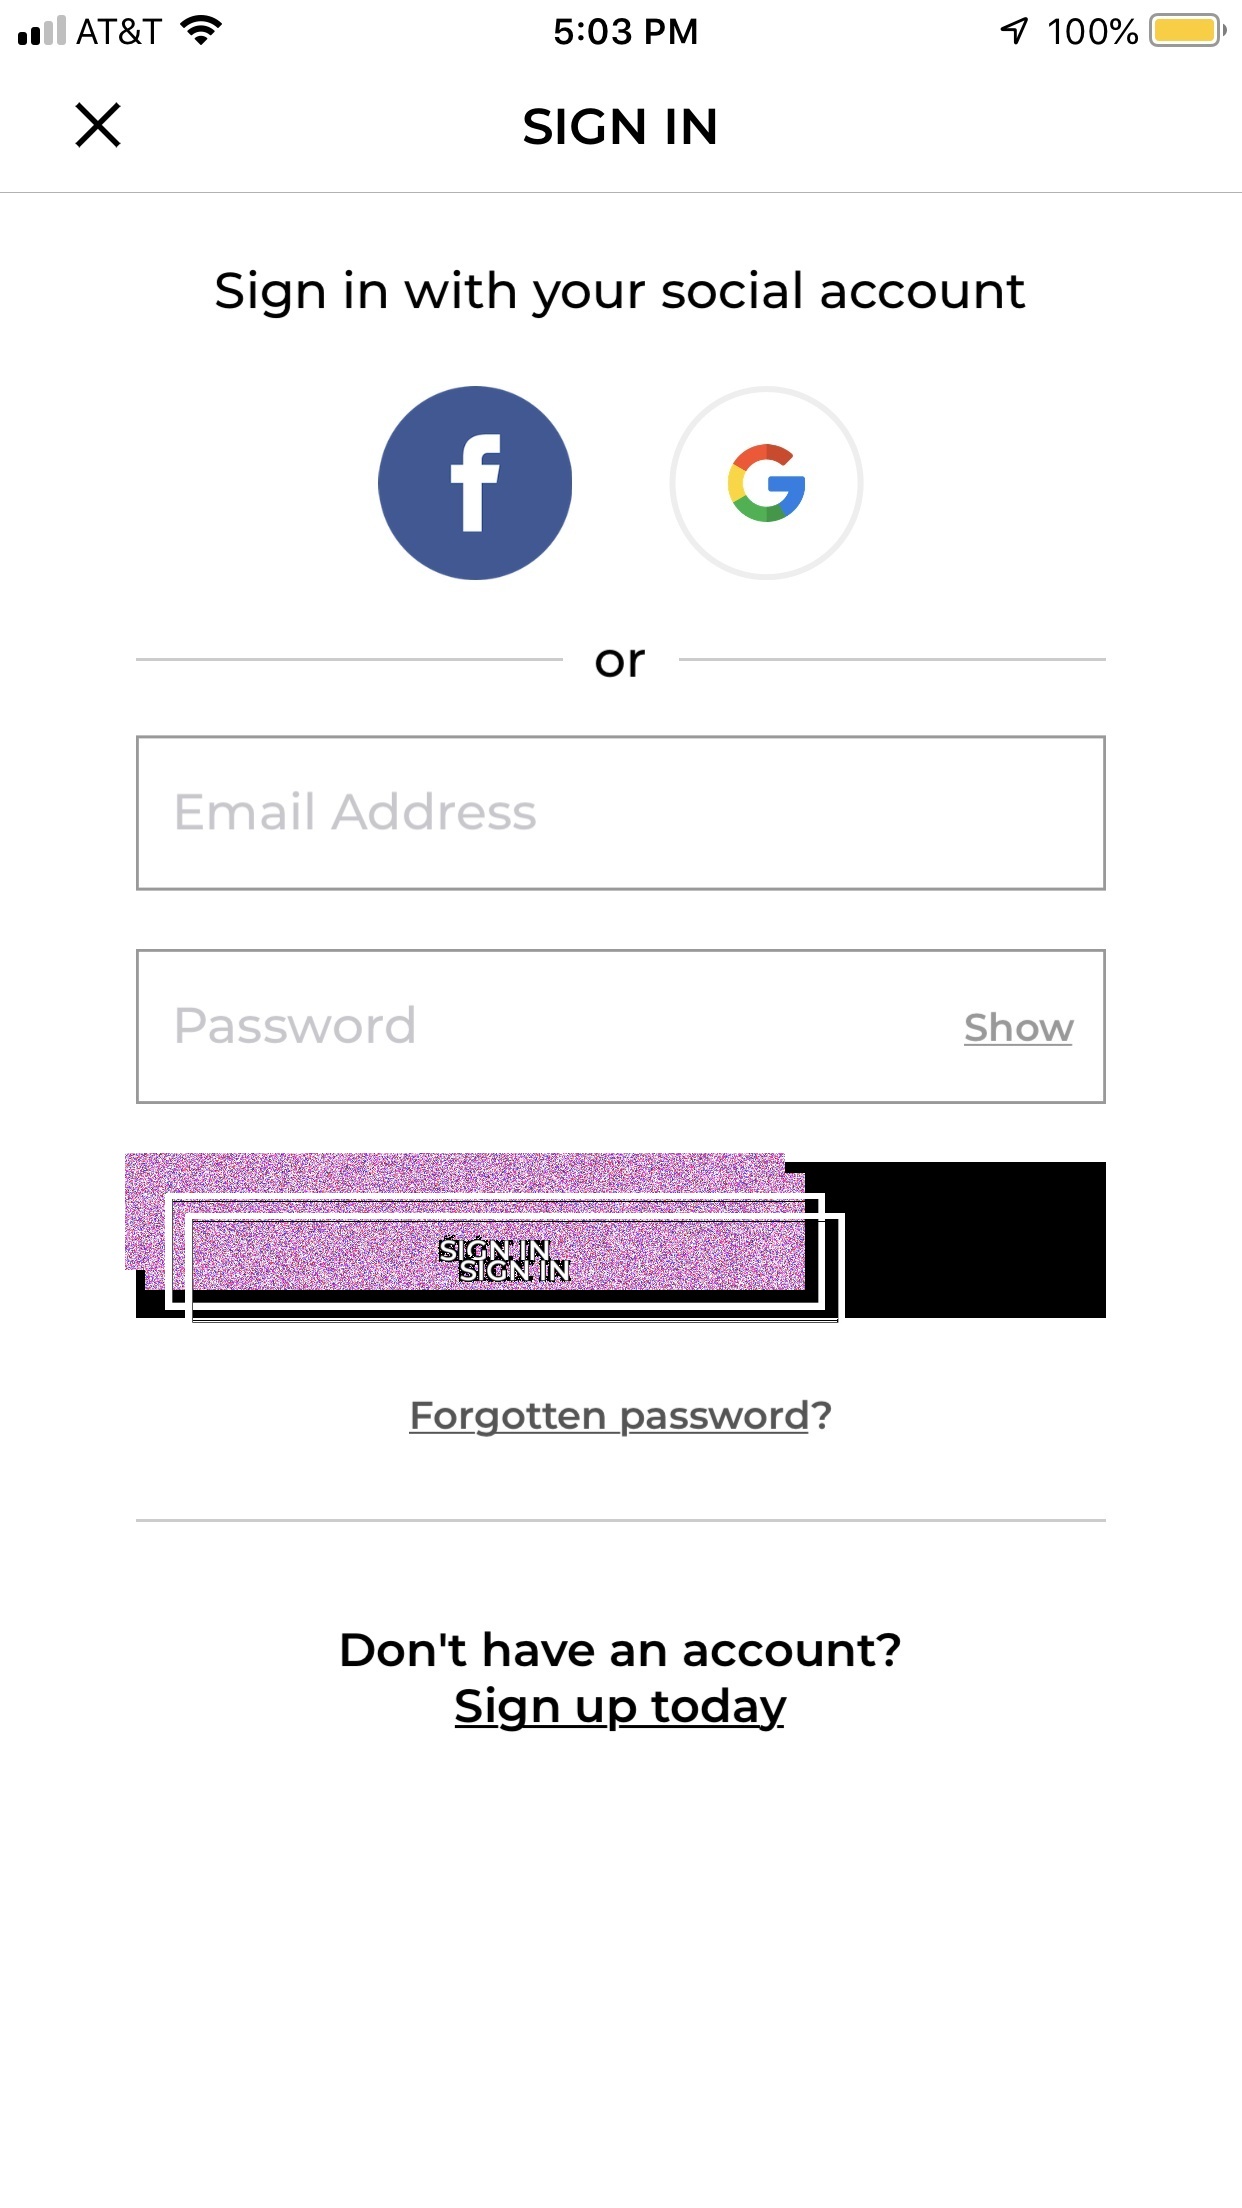 AT&T 5:03 PM 100%
SIGN IN
Sign in with your social account
f G
or
Email Address
Password Show
SIGN IN
SIGN IN
Forgotten password?
Don't have an account?
Sign up today